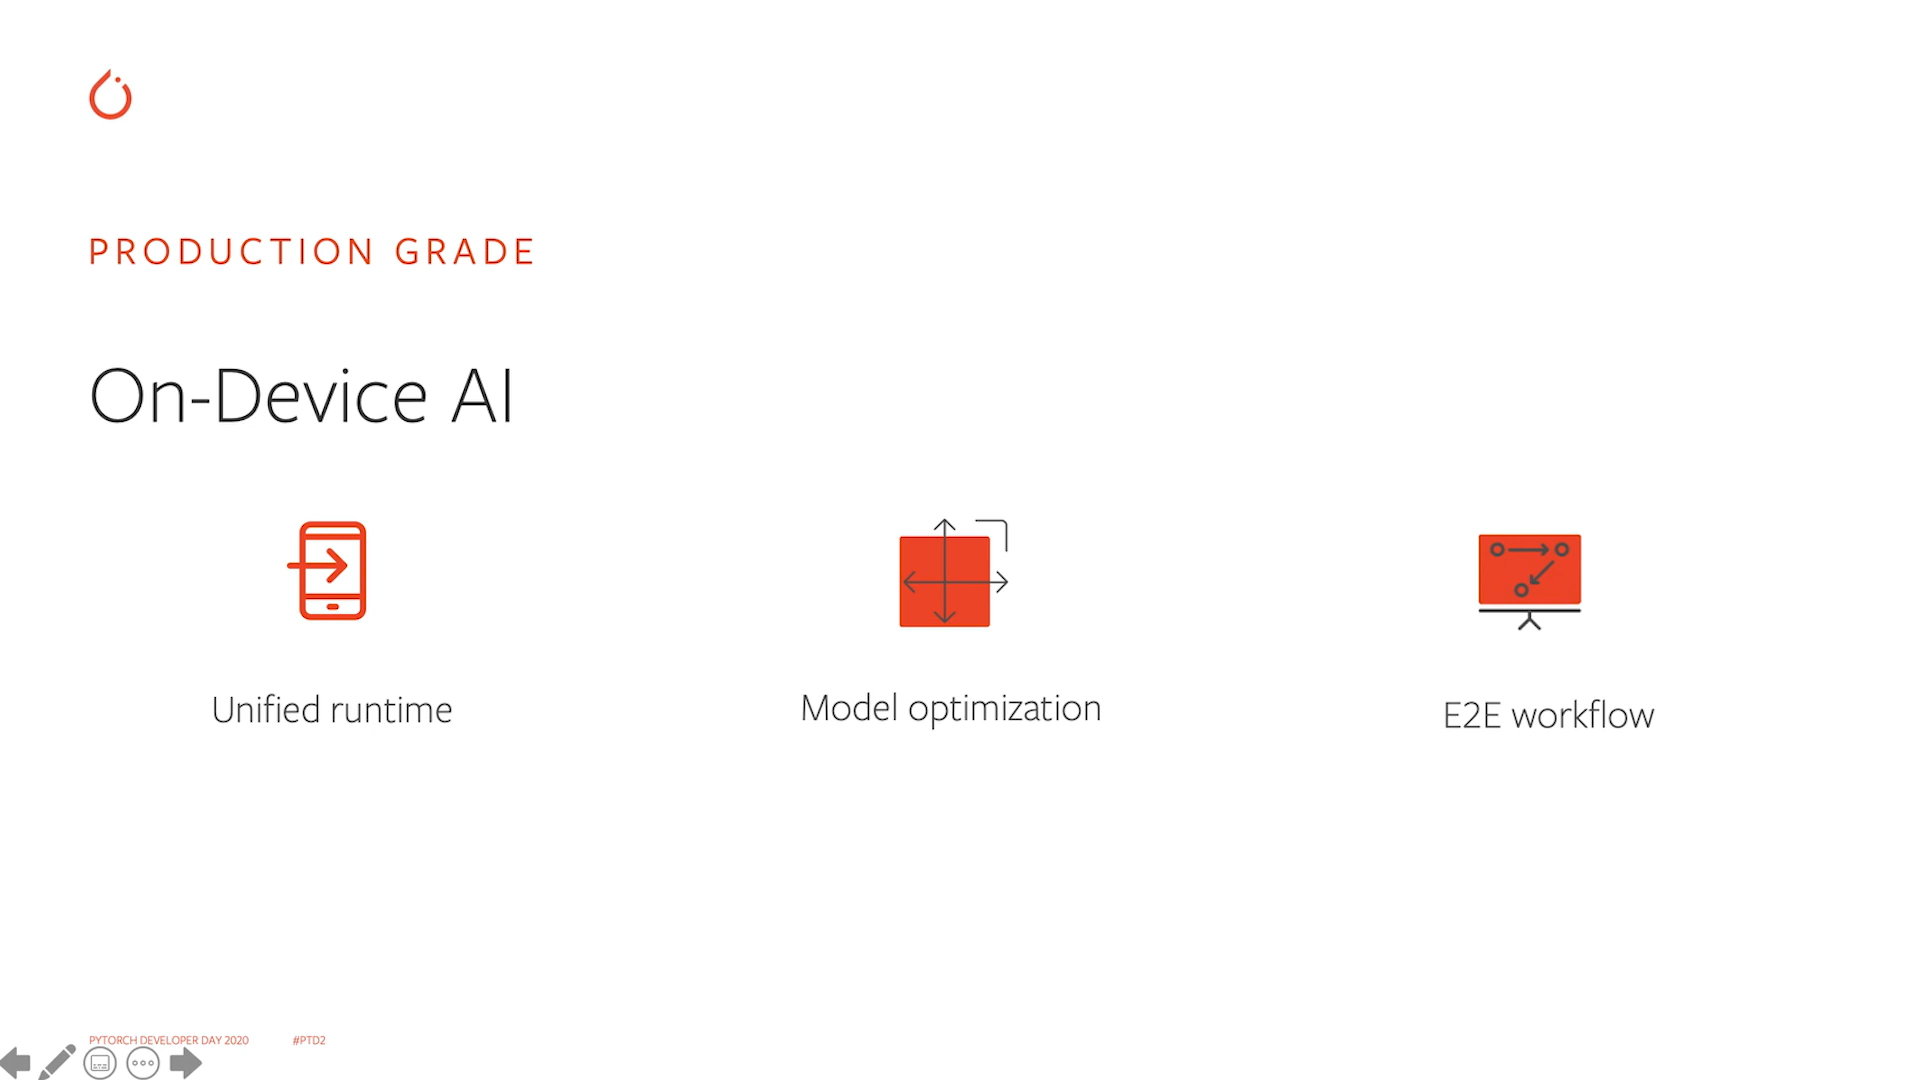 PRODUCTION GRADE
On-Device AI
Unified runtime
Model optimization
E2E workflow
PYTORCH DEVELOPER DAY 2020 #PTD2